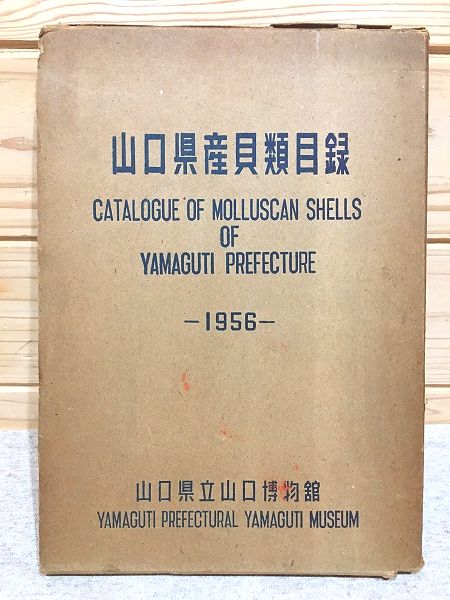 山口県産貝類目録
CATALOGUE OF MOLLUSCAN SHELLS
OF
YAMAGUTI PREFECTURE
-1956-
山口県立山口博物館
YAMAGUTI PREFECTURAL YAMAGUTI MUSEUM